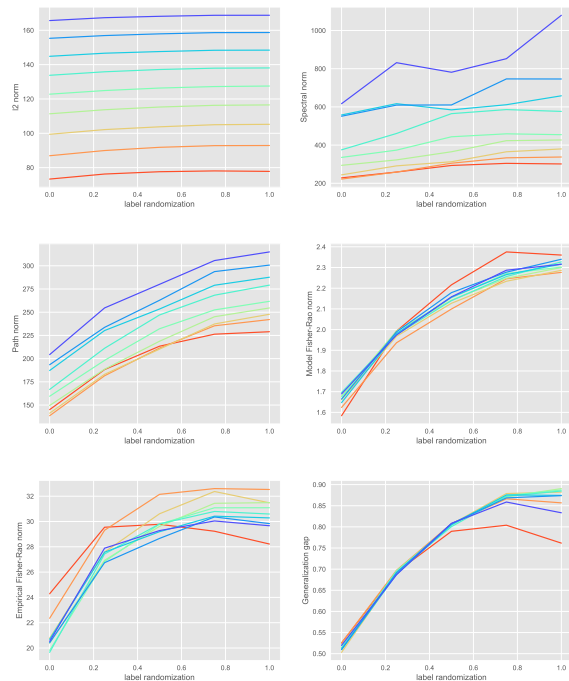 l2 norm
160
140
120
100
80
0.0 0.2 0.4 0.6 0.8 1.0
label randomization
Spectral norm
1000
800
600
400
200
0.0 0.2 0.4 0.6 0.8 1.0
label randomization
Path norm
300
275
250
225
200
175
150
0.0 0.2 0.4 0.6 0.8 1.0
label randomization
Model Fisher-Rao norm
2.4
2.3
2.2
2.1
2.0
1.9
1.8
1.7
1.6
0.0 0.2 0.4 0.6 0.8 1.0
label randomization
Empirical Fisher-Rao norm
32
30
28
26
24
22
20
0.0 0.2 0.4 0.6 0.8 1.0
label randomization
Generalization gap
0.90
0.85
0.80
0.75
0.70
0.65
0.60
0.55
0.50
0.0 0.2 0.4 0.6 0.8 1.0
label randomization